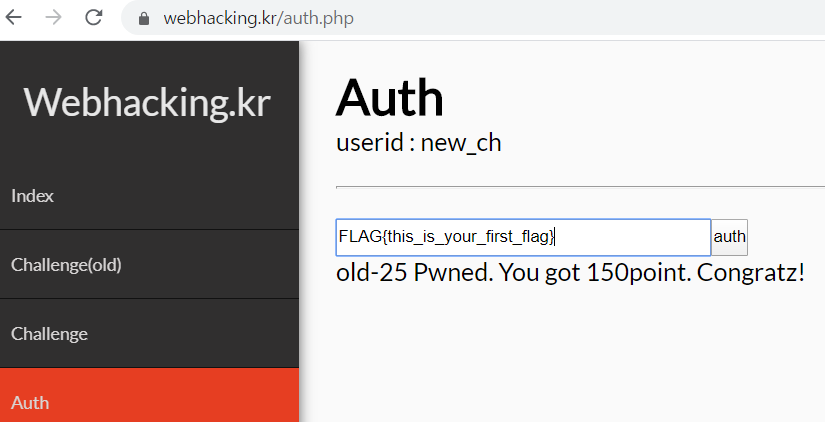 webhacking.kr/auth.php
Webhacking.kr
Index
Challenge(old)
Challenge
Auth
Auth
userid : new_ch
FLAG{this_is_your_first_flag} auth
old-25 Pwned. You got 150point. Congratz!